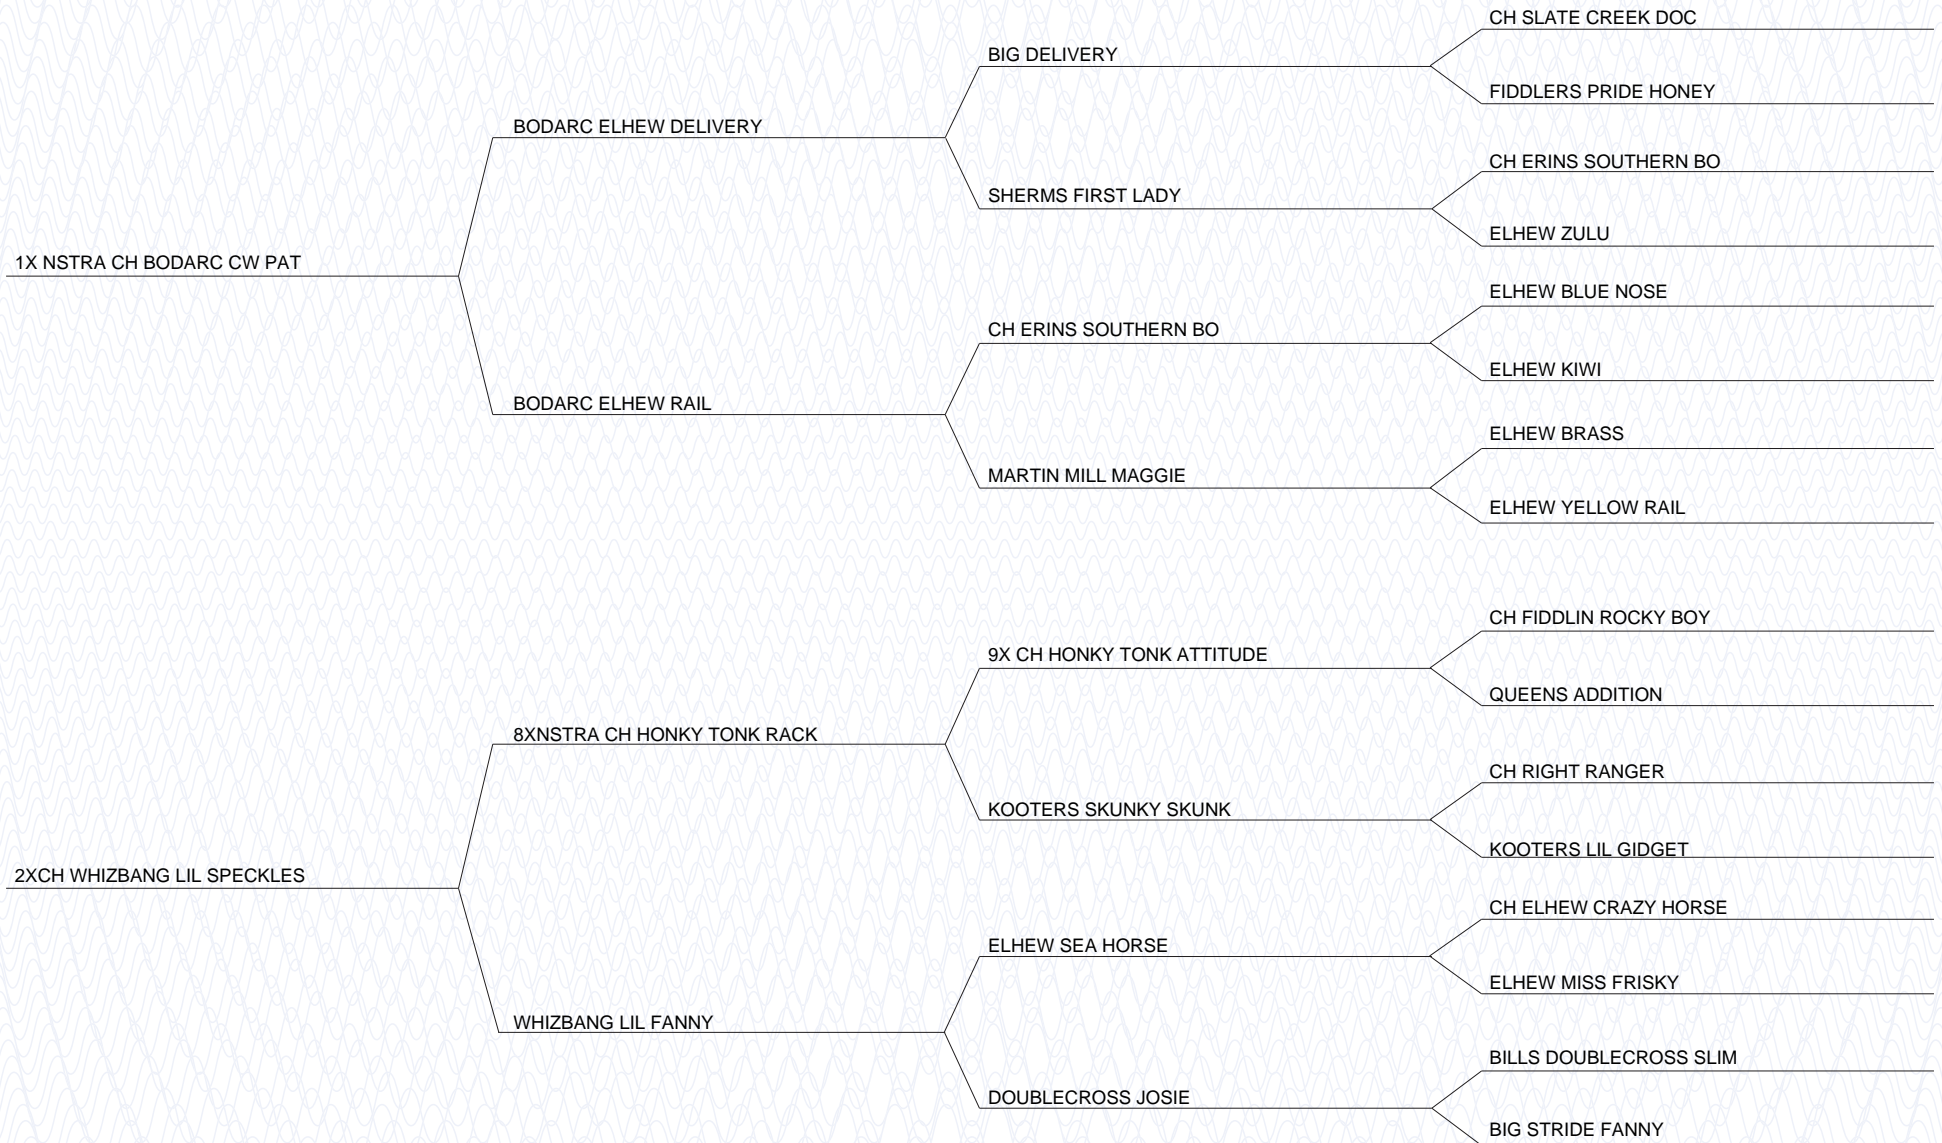 CH SLATE CREEK DOC
BIG DELIVERY
FIDDLERS PRIDE HONEY
BODARC ELHEW DELIVERY
CH ERINS SOUTHERN BO
SHERMS FIRST LADY
ELHEW ZULU
1X NSTRA CH BODARC CW PAT
ELHEW BLUE NOSE
CH ERINS SOUTHERN BO
ELHEW KIWI
BODARC ELHEW RAIL
ELHEW BRASS
MARTIN MILL MAGGIE
ELHEW YELLOW RAIL
CH FIDDLIN ROCKY BOY
9X CH HONKY TONK ATTITUDE
QUEENS ADDITION
8XNSTRA CH HONKY TONK RACK
CH RIGHT RANGER
KOOTERS SKUNKY SKUNK
KOOTERS LIL GIDGET
2XCH WHIZBANG LIL SPECKLES
CH ELHEW CRAZY HORSE
ELHEW SEA HORSE
ELHEW MISS FRISKY
WHIZBANG LIL FANNY
BILLS DOUBLECROSS SLIM
DOUBLECROSS JOSIE
BIG STRIDE FANNY